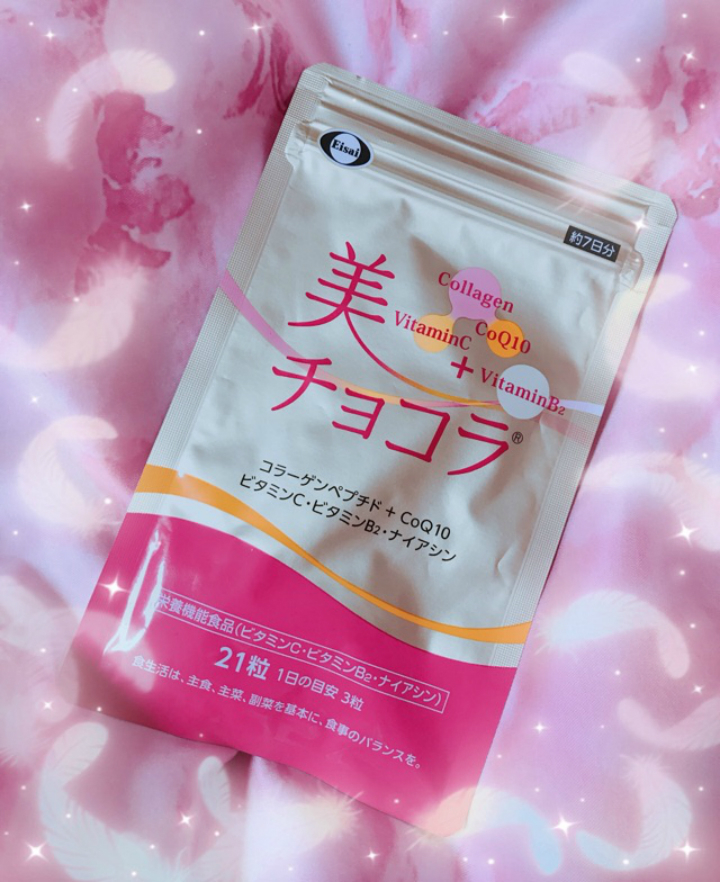 Eisai
約7日分
美
チョコラ®
Collagen
VitaminC
CoQ10
+
VitaminB₂
コラーゲンペプチド + CoQ10
ビタミンC・ビタミンB₂・ナイアシン
栄養機能食品(ビタミンC・ビタミンB₂・ナイアシン)
21粒 1日の目安 3粒
食生活は、主食、主菜、副菜を基本に、食事のバランスを。